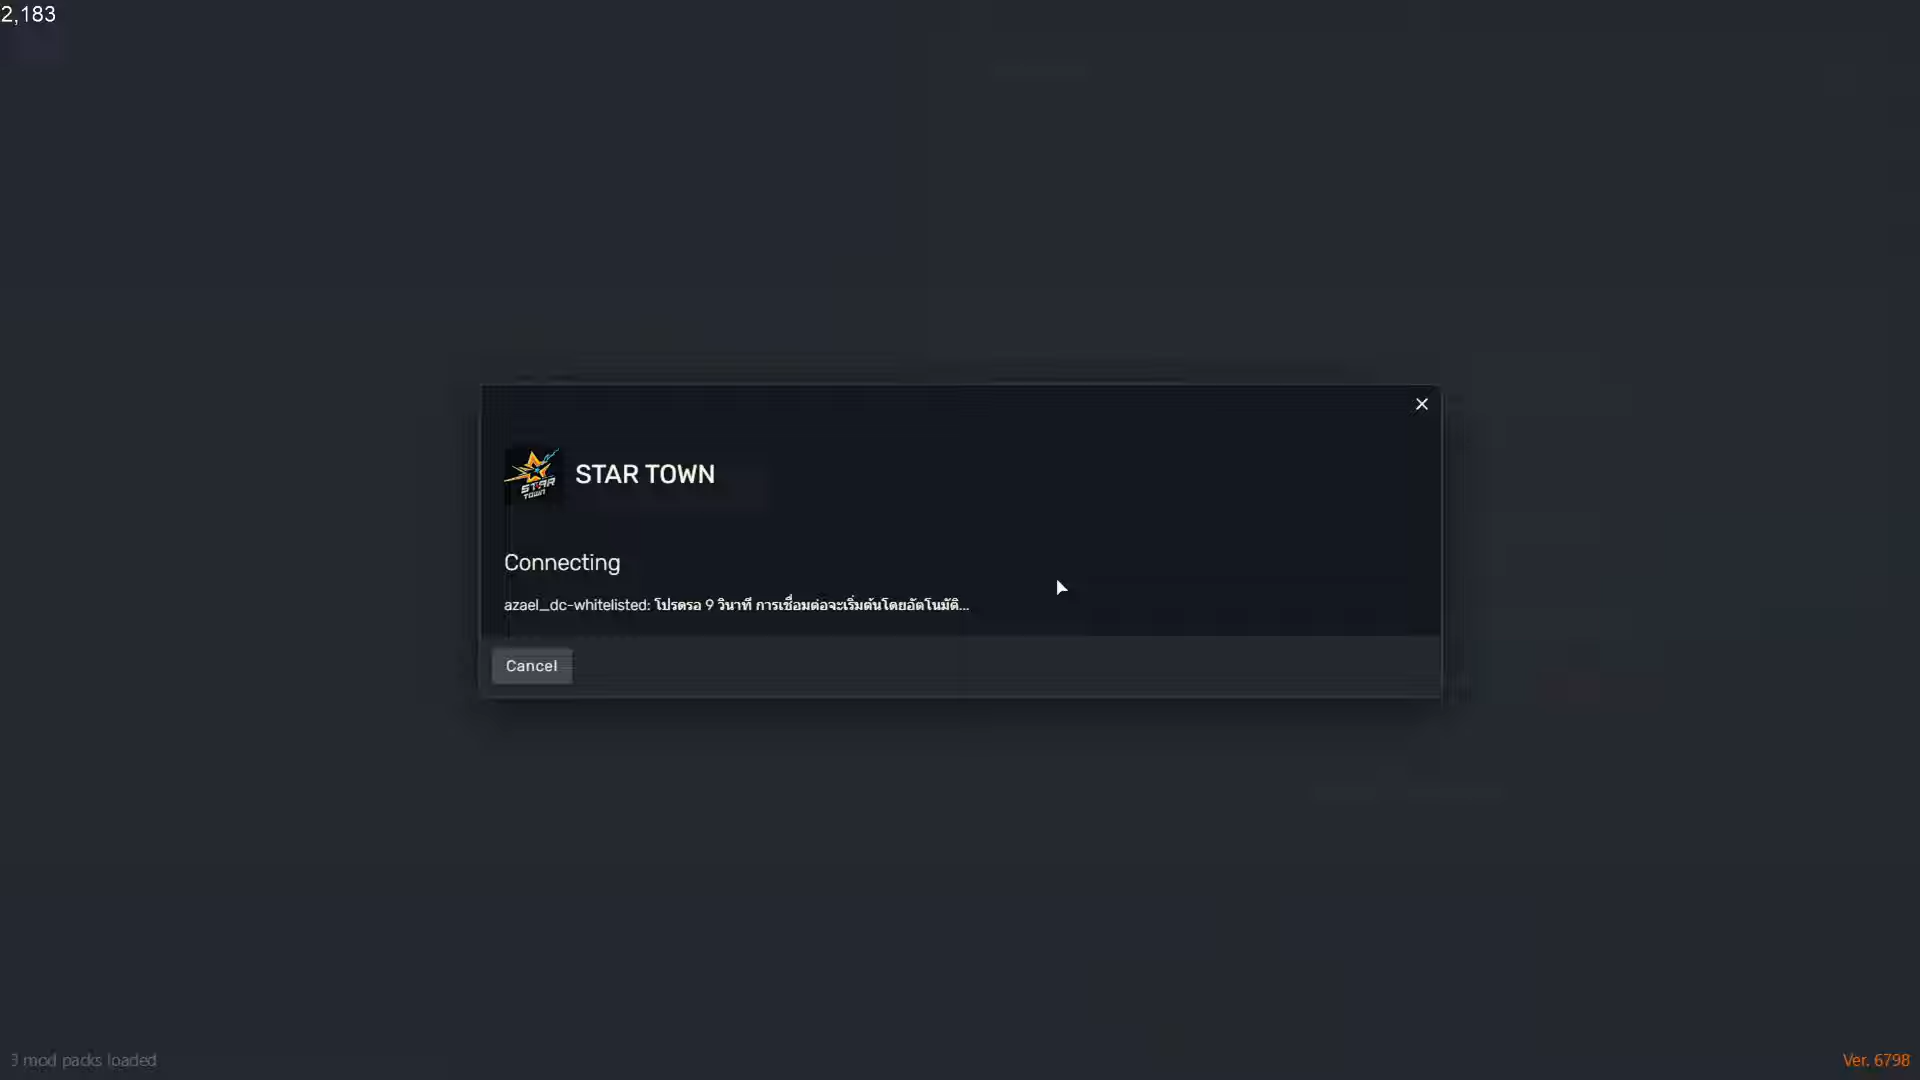 2,183
STAR TOWN
STAR
TOWN
Connecting
azael_dc-whitelisted: โปรดรอ 9 วินาที การเชื่อมต่อจะเริ่มต้นโดยอัตโนมัติ...
Cancel
mod packs loaded
Ver. 6798